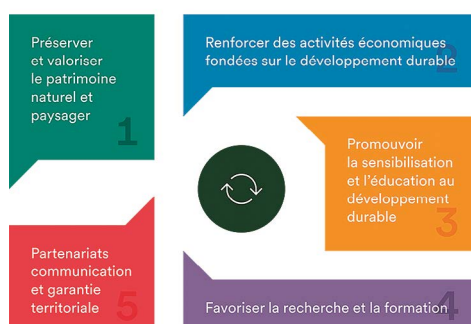 Préserver
et valoriser
le patrimoine
naturel et
paysager
1
Renforcer des activités économiques
fondées sur le développement durable
2
Promouvoir
la sensibilisation
et l'éducation au
développement
durable
3
Favoriser la recherche et la formation
4
Partenariats
communication
et garantie
territoriale
5